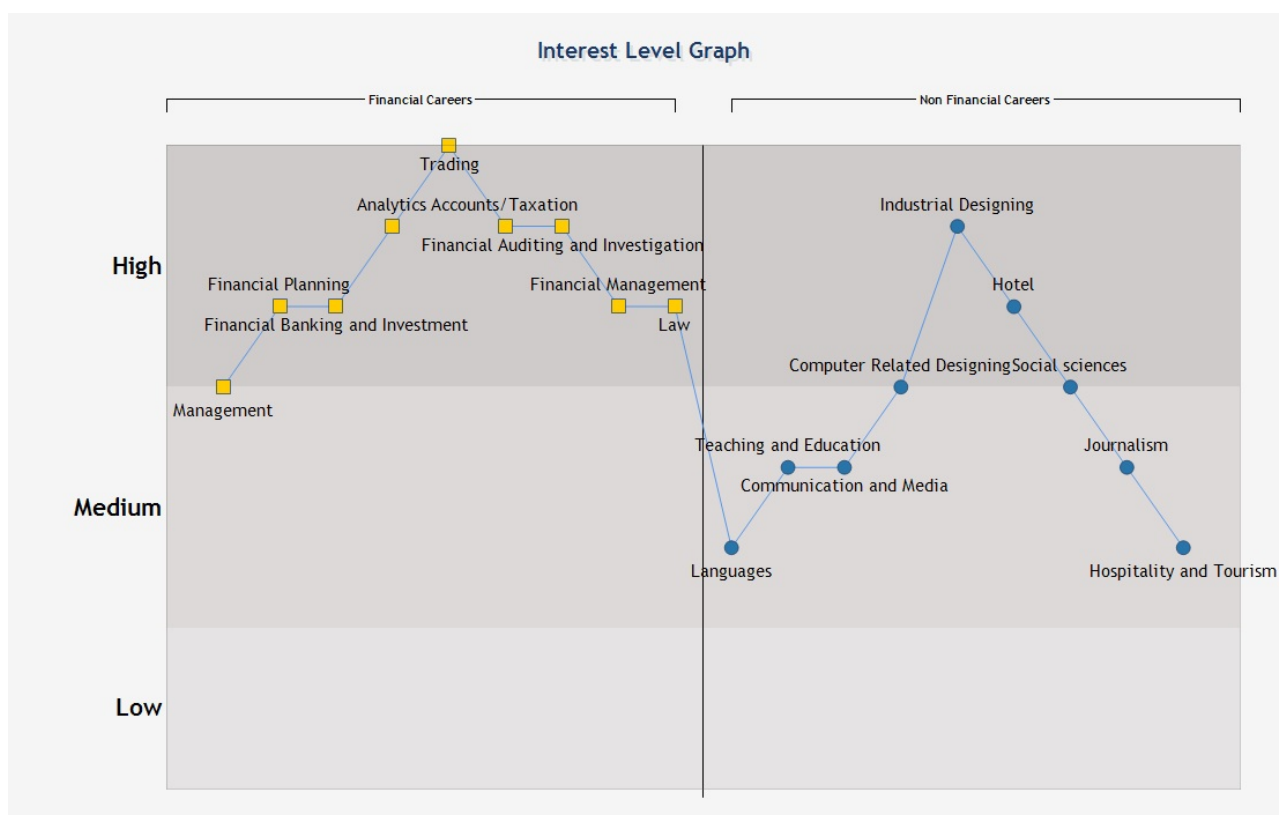 Interest Level Graph
Financial Careers
Non Financial Careers
High
Medium
Low
Trading
Analytics
Accounts/Taxation
Financial Auditing and Investigation
Financial Planning
Financial Banking and Investment
Financial Management
Law
Management
Industrial Designing
Hotel
Computer Related Designing
Social sciences
Teaching and Education
Communication and Media
Journalism
Languages
Hospitality and Tourism